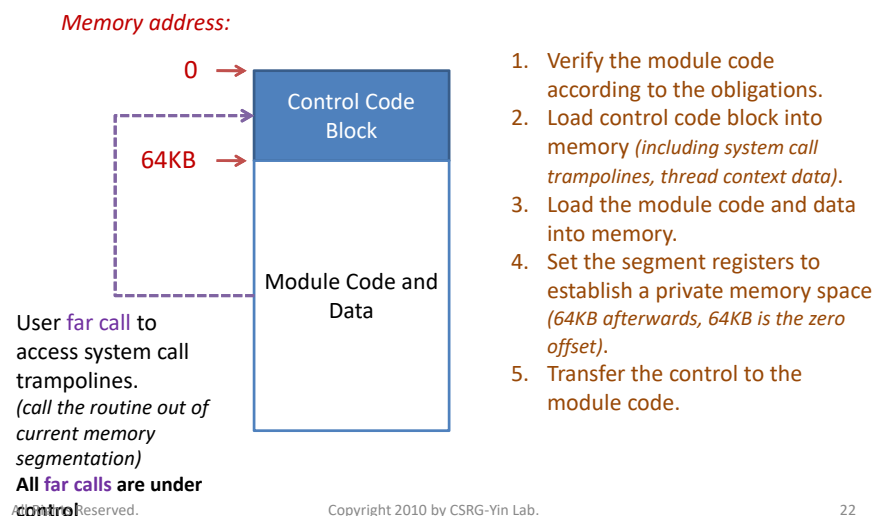 Memory address:
0
Control Code
Block
64KB
Module Code and
Data
User far call to
access system call
trampolines.
(call the routine out of
current memory
segmentation)
All far calls are under
control
1. Verify the module code
according to the obligations.
2. Load control code block into
memory (including system call
trampolines, thread context data).
3. Load the module code and data
into memory.
4. Set the segment registers to
establish a private memory space
(64KB afterwards, 64KB is the zero
offset).
5. Transfer the control to the
module code.
All Rights Reserved.
Copyright 2010 by CSRG-Yin Lab.
22